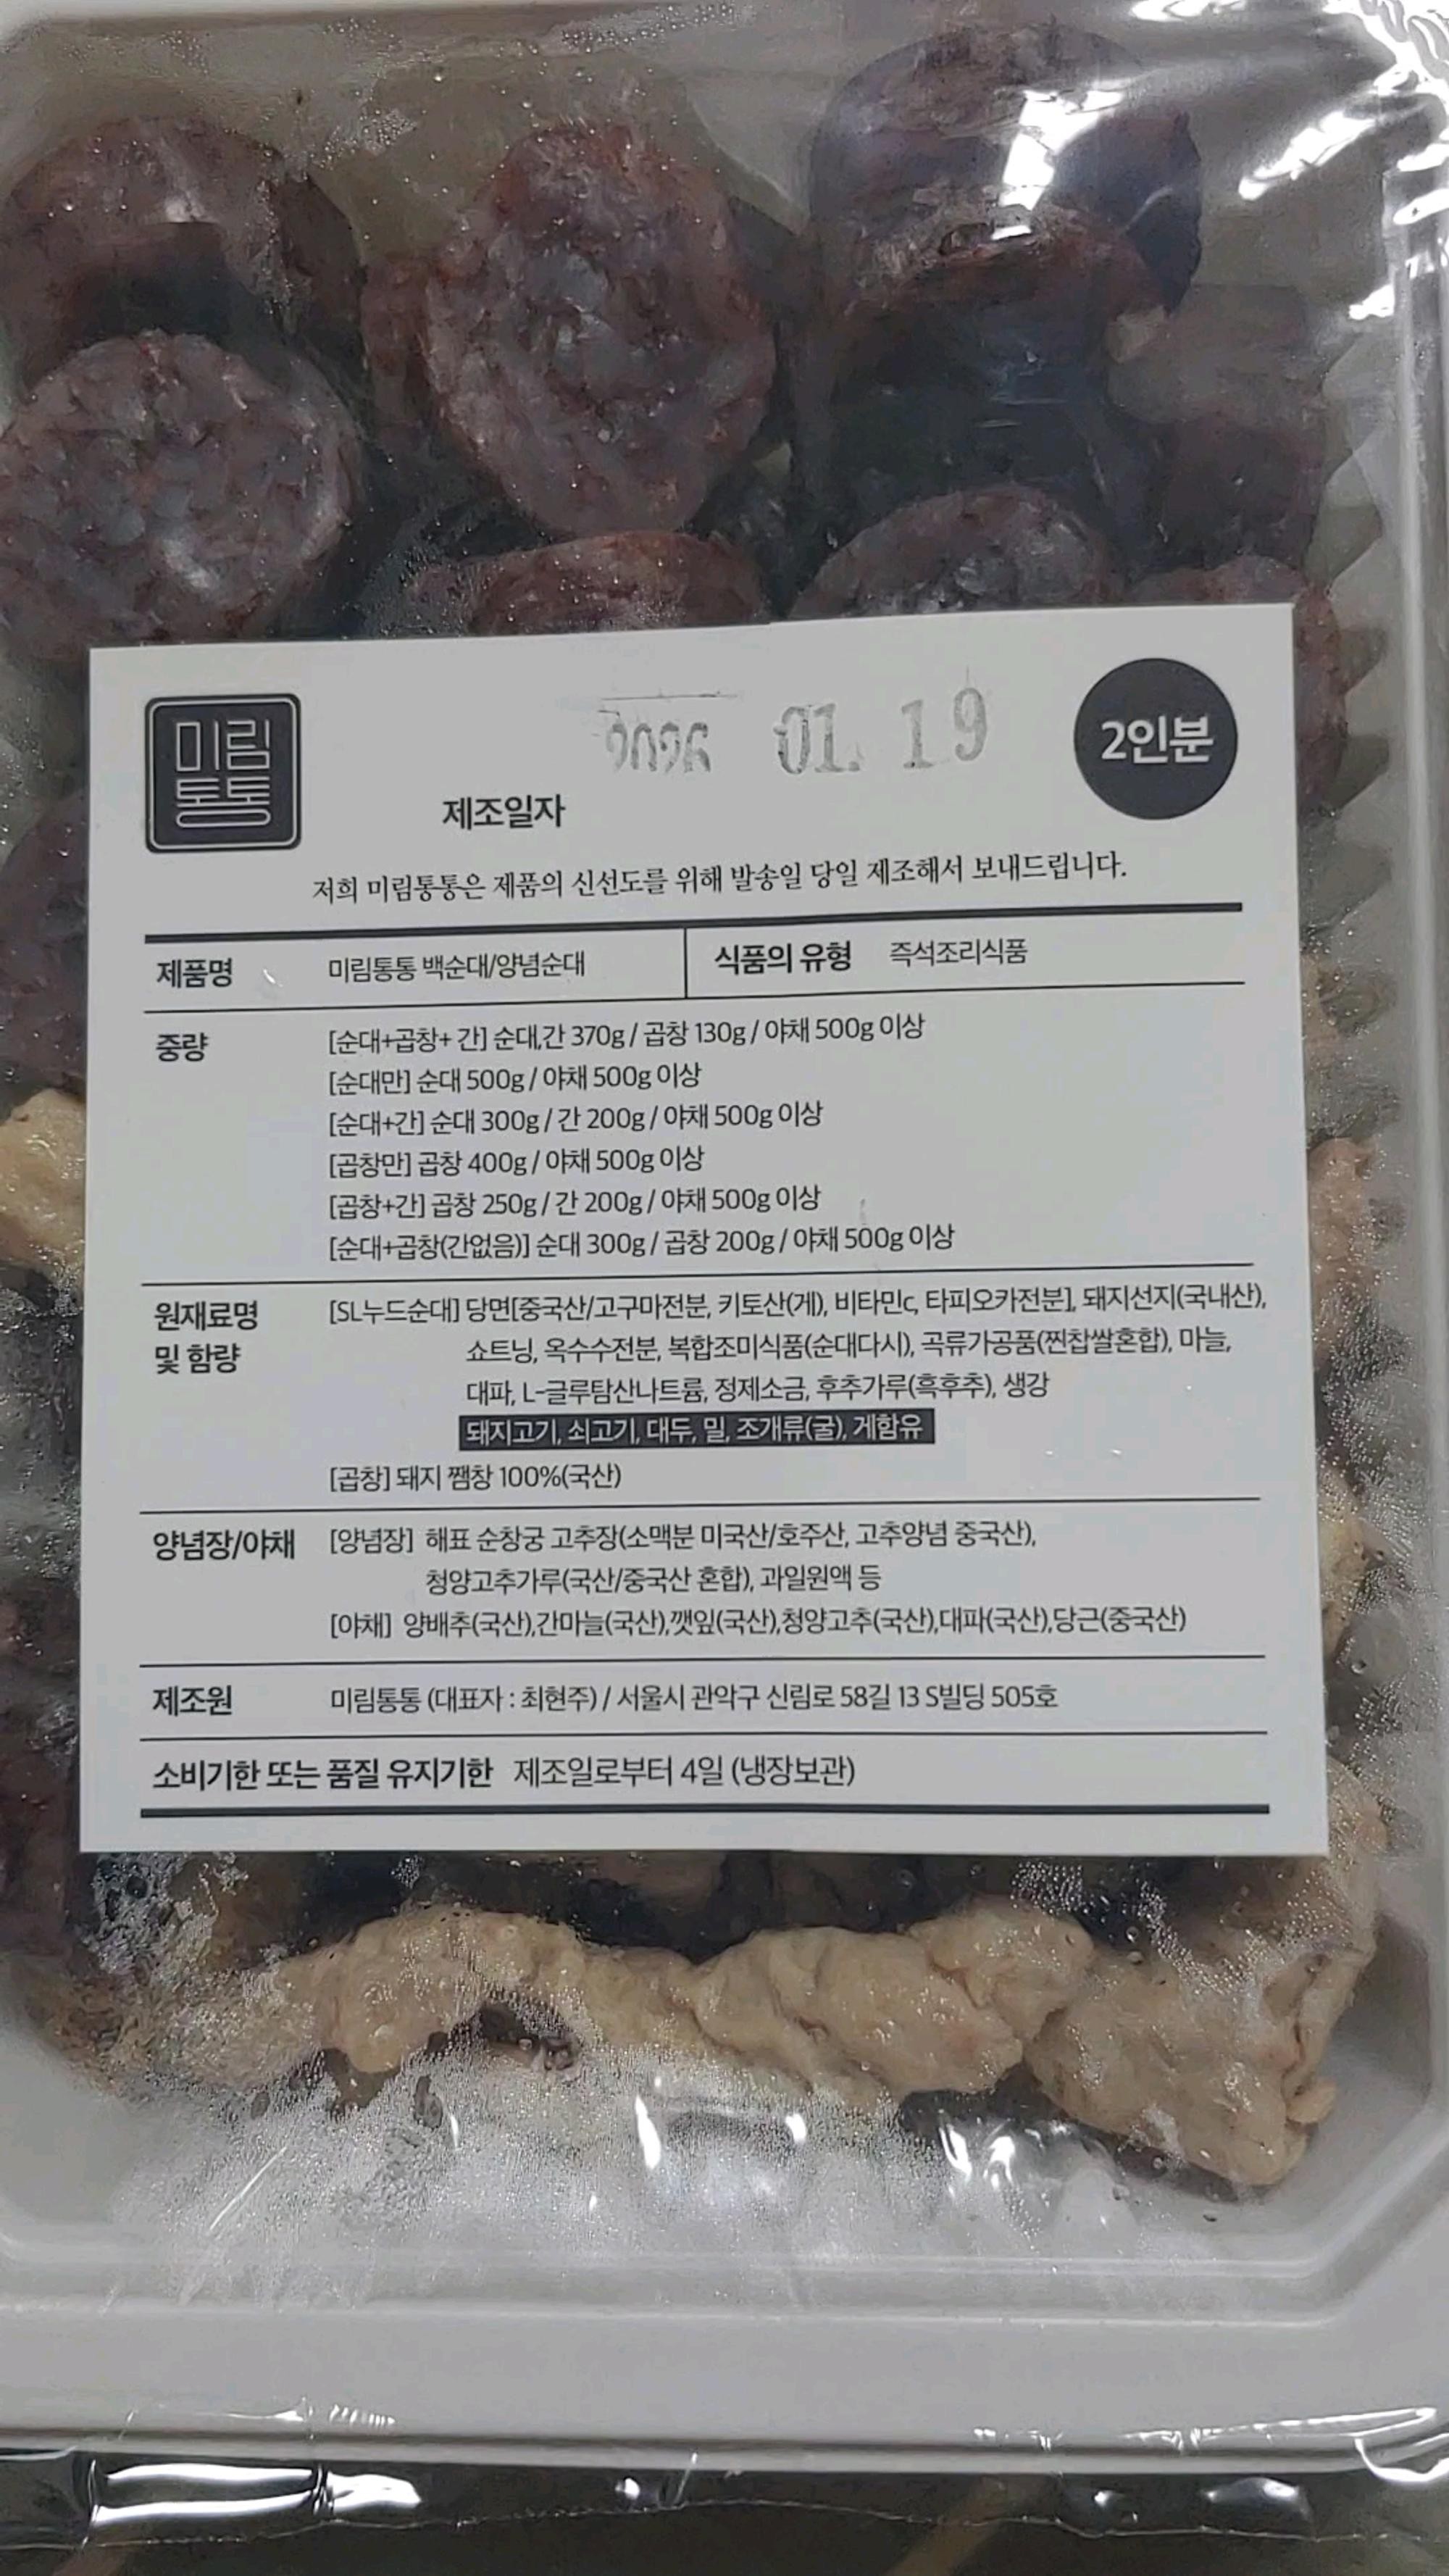 미림
통통
2026 01. 19
2인분
제조일자
저희 미림통통은 제품의 신선도를 위해 발송일 당일 제조해서 보내드립니다.
제품명 미림통통 백순대/양념순대 식품의 유형 즉석조리식품
중량 [순대+곱창+ 간] 순대,간 370g / 곱창 130g / 야채 500g 이상
[순대만] 순대 500g / 야채 500g 이상
[순대+간] 순대 300g / 간 200g / 야채 500g 이상
[곱창만] 곱창 400g / 야채 500g 이상
[곱창+간] 곱창 250g / 간 200g / 야채 500g 이상
[순대+곱창(간없음)] 순대 300g / 곱창 200g / 야채 500g 이상
원재료명 [SL누드순대] 당면[중국산/고구마전분, 키토산(게), 비타민c, 타피오카전분], 돼지선지(국내산),
및 함량 쇼트닝, 옥수수전분, 복합조미식품(순대다시), 곡류가공품(찐찹쌀혼합), 마늘,
대파, L-글루탐산나트륨, 정제소금, 후추가루(흑후추), 생강
돼지고기, 쇠고기, 대두, 밀, 조개류(굴), 게함유
[곱창] 돼지 쨈창 100%(국산)
양념장/야채 [양념장] 해표 순창궁 고추장(소맥분 미국산/호주산, 고추양념 중국산),
청양고추가루(국산/중국산 혼합), 과일원액 등
[야채] 양배추(국산),간마늘(국산),깻잎(국산),청양고추(국산),대파(국산),당근(중국산)
제조원 미림통통 (대표자 : 최현주) / 서울시 관악구 신림로 58길 13 S빌딩 505호
소비기한 또는 품질 유지기한 제조일로부터 4일 (냉장보관)